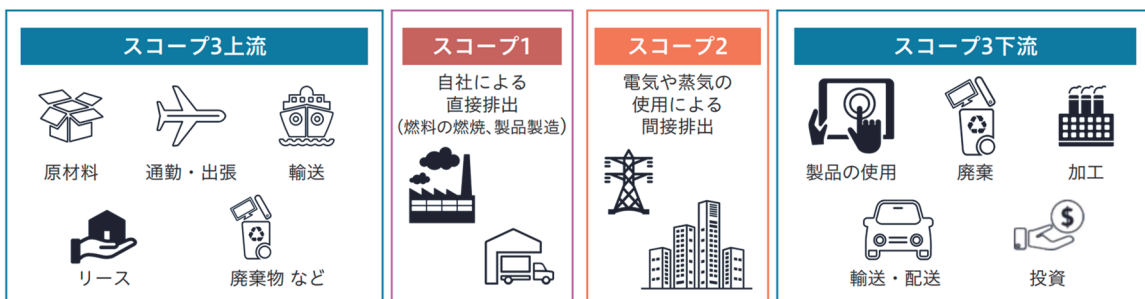 スコープ3上流
原材料
通勤・出張
輸送
リース
廃棄物 など
スコープ1
自社による
直接排出
(燃料の燃焼、製品製造)
スコープ2
電気や蒸気の
使用による
間接排出
スコープ3下流
製品の使用
廃棄
加工
輸送・配送
$
投資